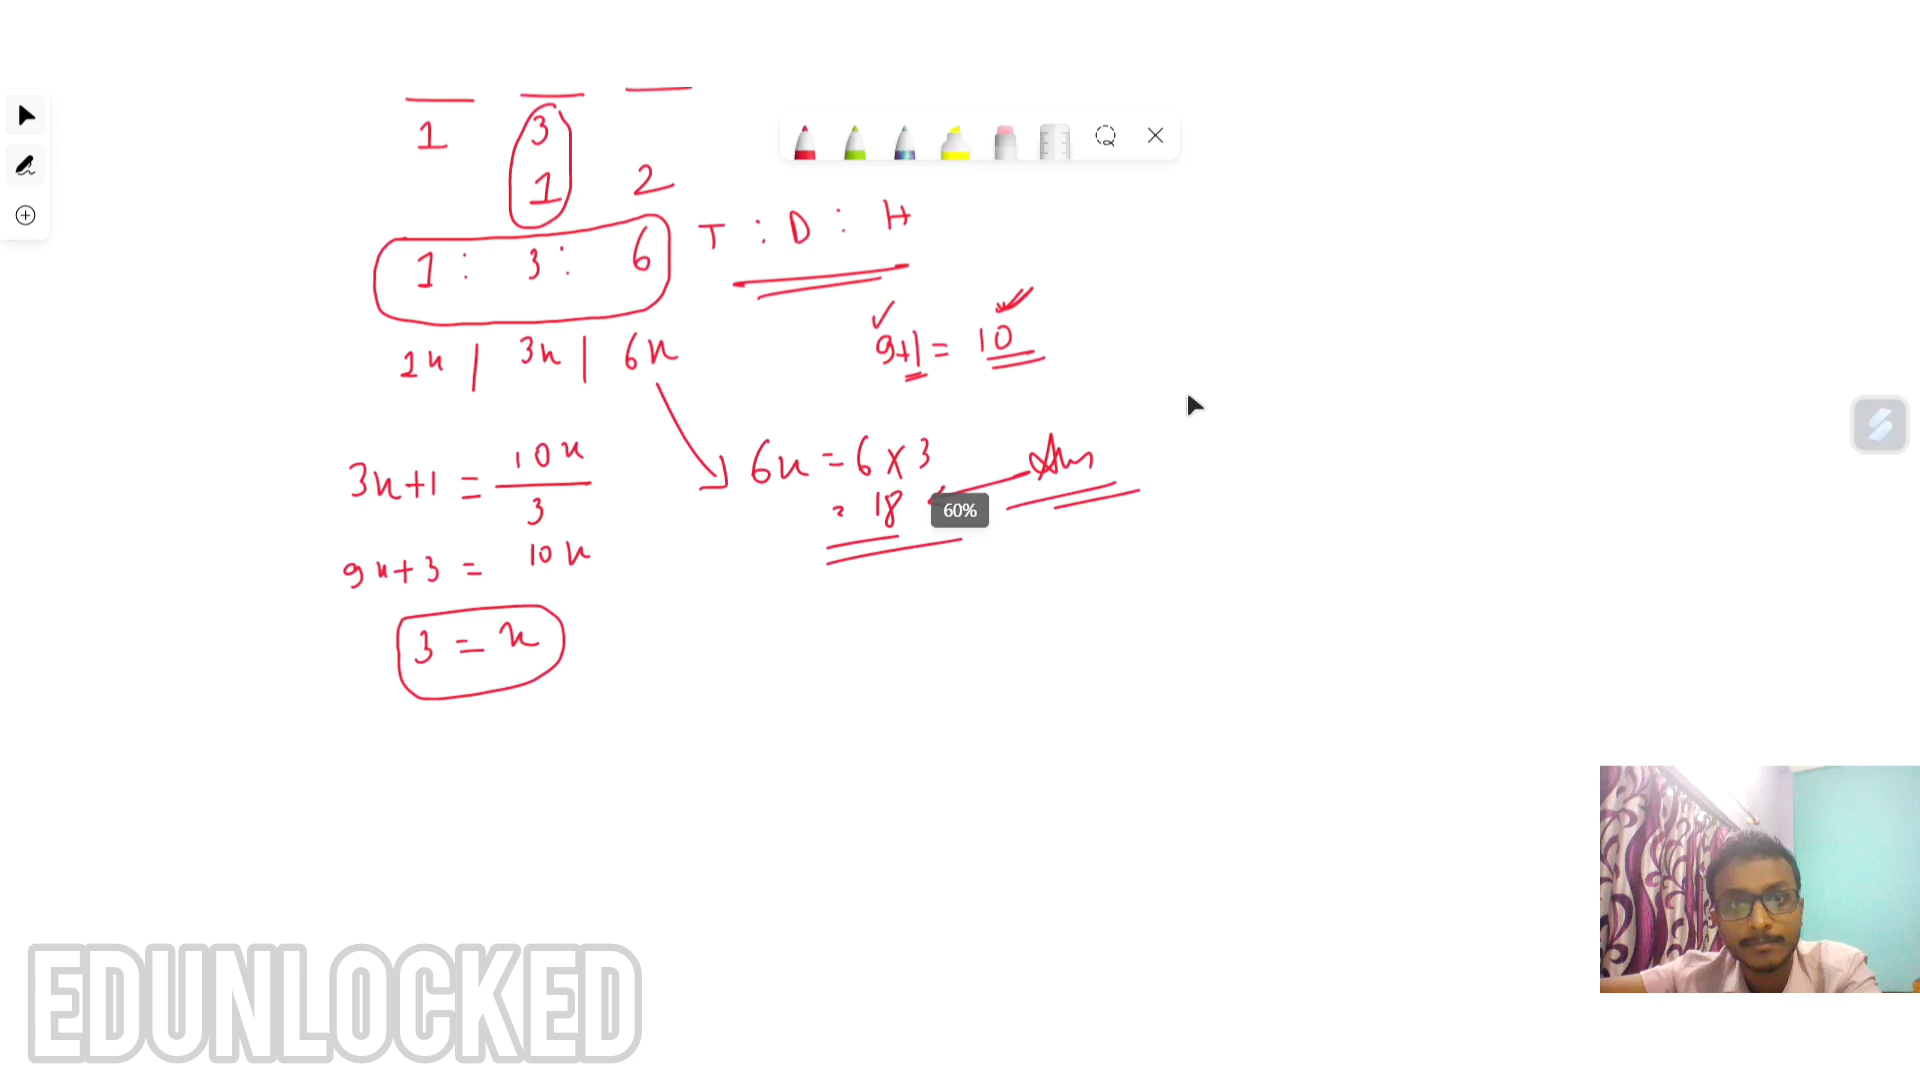 1 3
1 2
1 : 3 : 6
T : D : H
1x | 3x | 6x
9+1 = 10
3x+1 = 10x
3
9x+3 = 10x
3 = x
6x = 6 x 3
= 18
Ans
60%
EDUNLOCKED